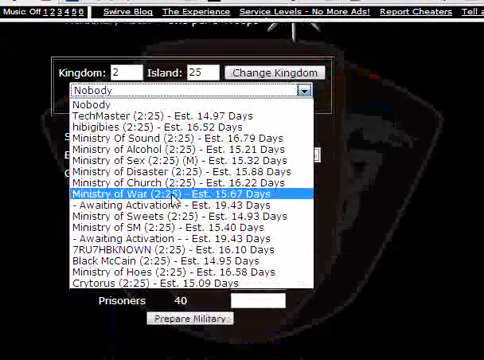 Music: Off 1 2 3 4 5 6 Swirve Blog The Experience Service Levels - No More Ads! Report Cheaters Tell a
Kingdom: 2 Island: 25 Change Kingdom
Nobody
Nobody
TechMaster (2:25) - Est. 14.97 Days
hibigibies (2:25) - Est. 16.52 Days
Ministry Of Sound (2:25) - Est. 16.79 Days
Ministry of Alcohol (2:25) - Est. 15.21 Days
Ministry of Sex (2:25) (M) - Est. 15.32 Days
Ministry of Disaster (2:25) - Est. 15.88 Days
Ministry of Church (2:25) - Est. 16.22 Days
Ministry of War (2:25) - Est. 15.67 Days
- Awaiting Activation - - Est. 19.43 Days
Ministry of Sweets (2:25) - Est. 14.93 Days
Ministry of SM (2:25) - Est. 15.40 Days
- Awaiting Activation - - Est. 19.43 Days
7RU7HBKNOWN (2:25) - Est. 16.10 Days
Black McCain (2:25) - Est. 14.95 Days
Ministry of Hoes (2:25) - Est. 16.58 Days
Crytorus (2:25) - Est. 15.09 Days
Prisoners 40
Prepare Military